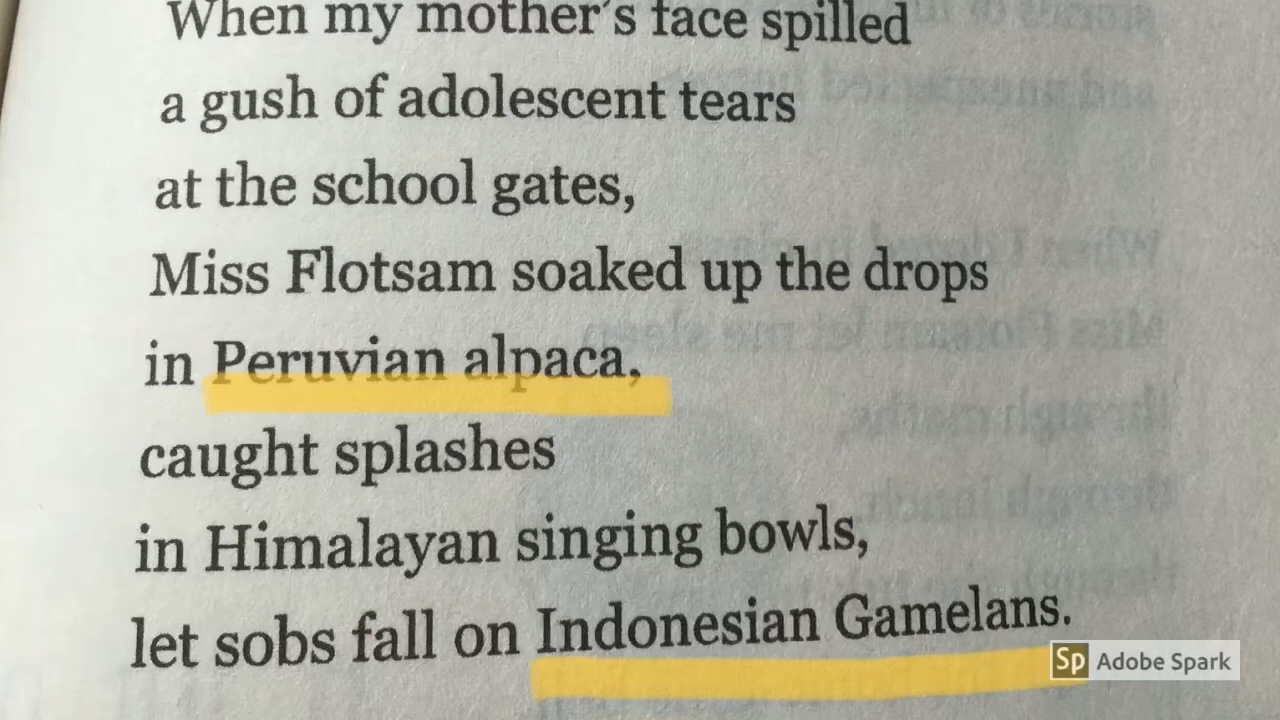 When my mother's face spilled
a gush of adolescent tears
at the school gates,
Miss Flotsam soaked up the drops
in Peruvian alpaca,
caught splashes
in Himalayan singing bowls,
let sobs fall on Indonesian Gamelans.
Sp Adobe Spark